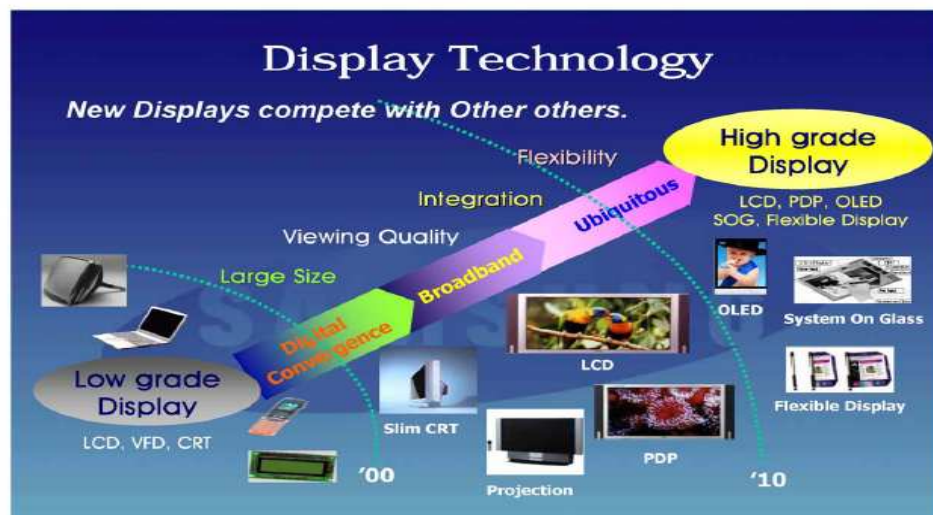 Display Technology
New Displays compete with Other others.
Flexibility
High grade
Display
Integration
Ubiquitous
LCD, PDP, OLED
SOG, Flexible Display
Viewing Quality
Broadband
Large Size
Digital
Convergence
OLED
System On Glass
LCD
Low grade
Display
Slim CRT
Flexible Display
LCD, VFD, CRT
PDP
'00
Projection
'10